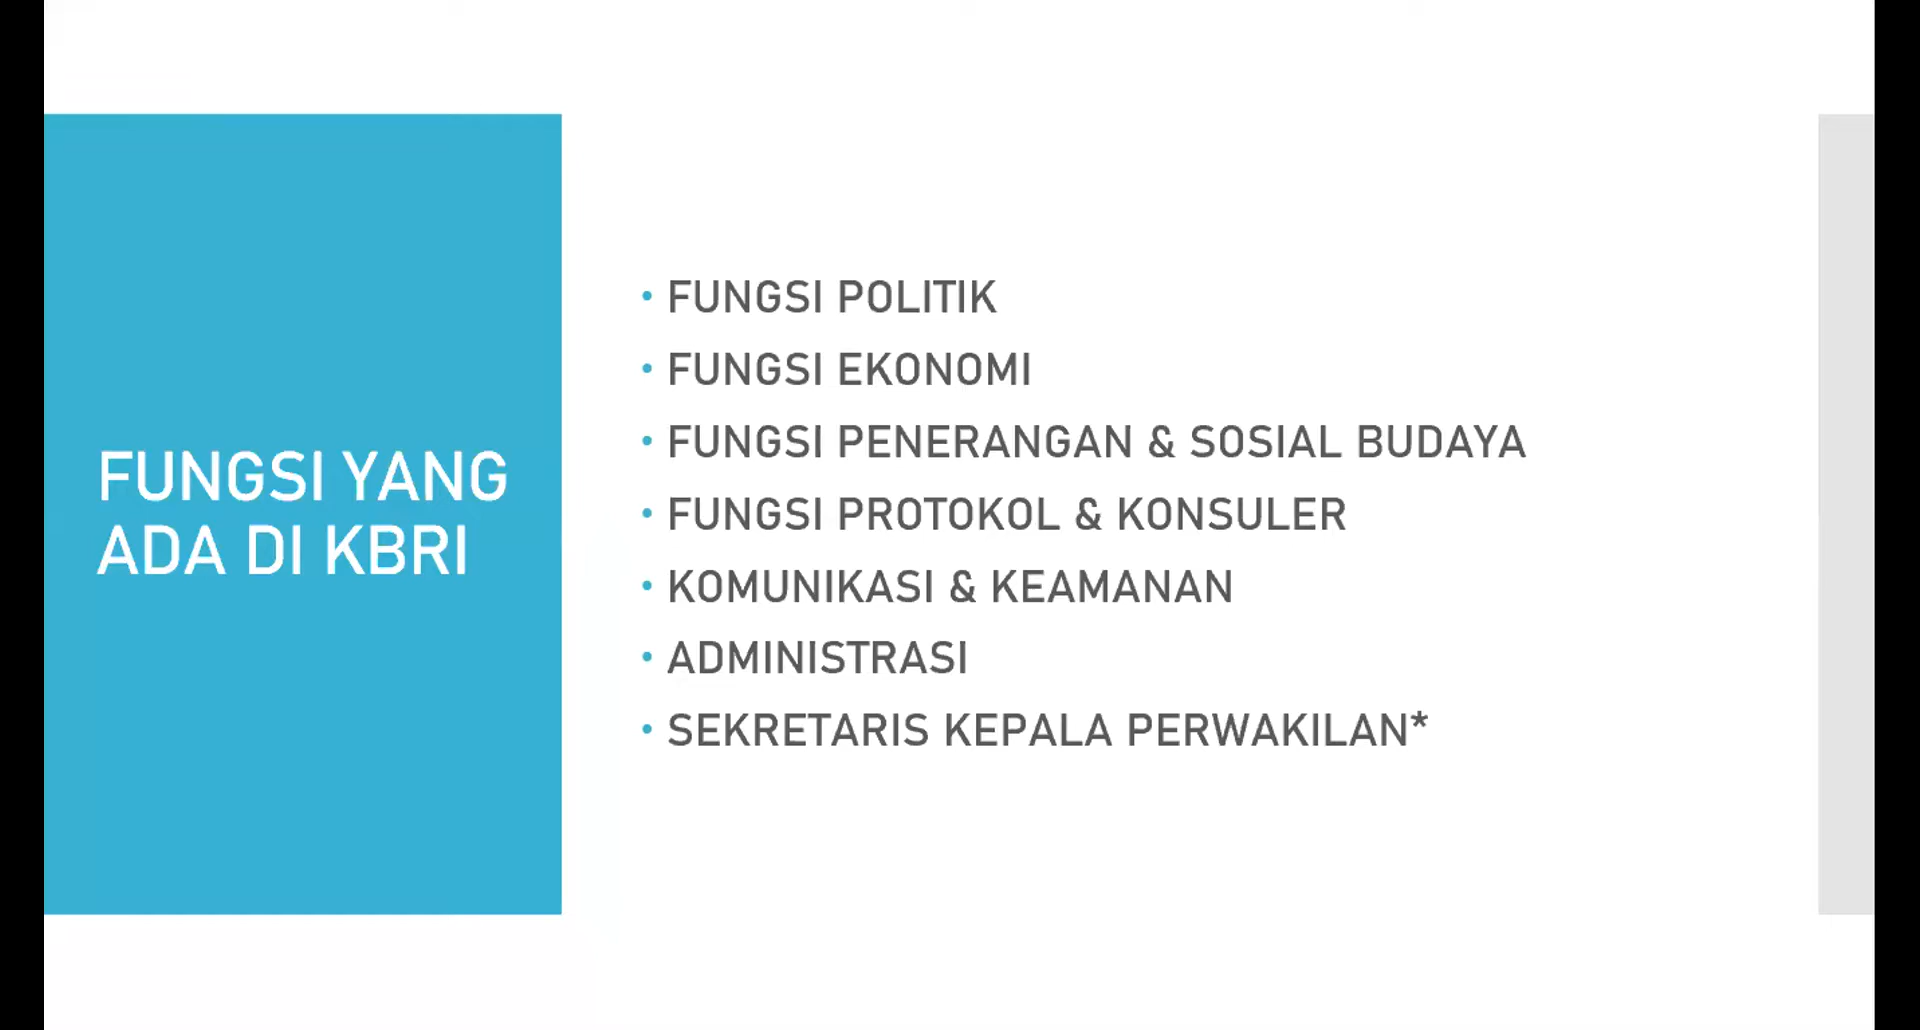 FUNGSI YANG
ADA DI KBRI
• FUNGSI POLITIK
• FUNGSI EKONOMI
• FUNGSI PENERANGAN & SOSIAL BUDAYA
• FUNGSI PROTOKOL & KONSULER
• KOMUNIKASI & KEAMANAN
• ADMINISTRASI
• SEKRETARIS KEPALA PERWAKILAN*